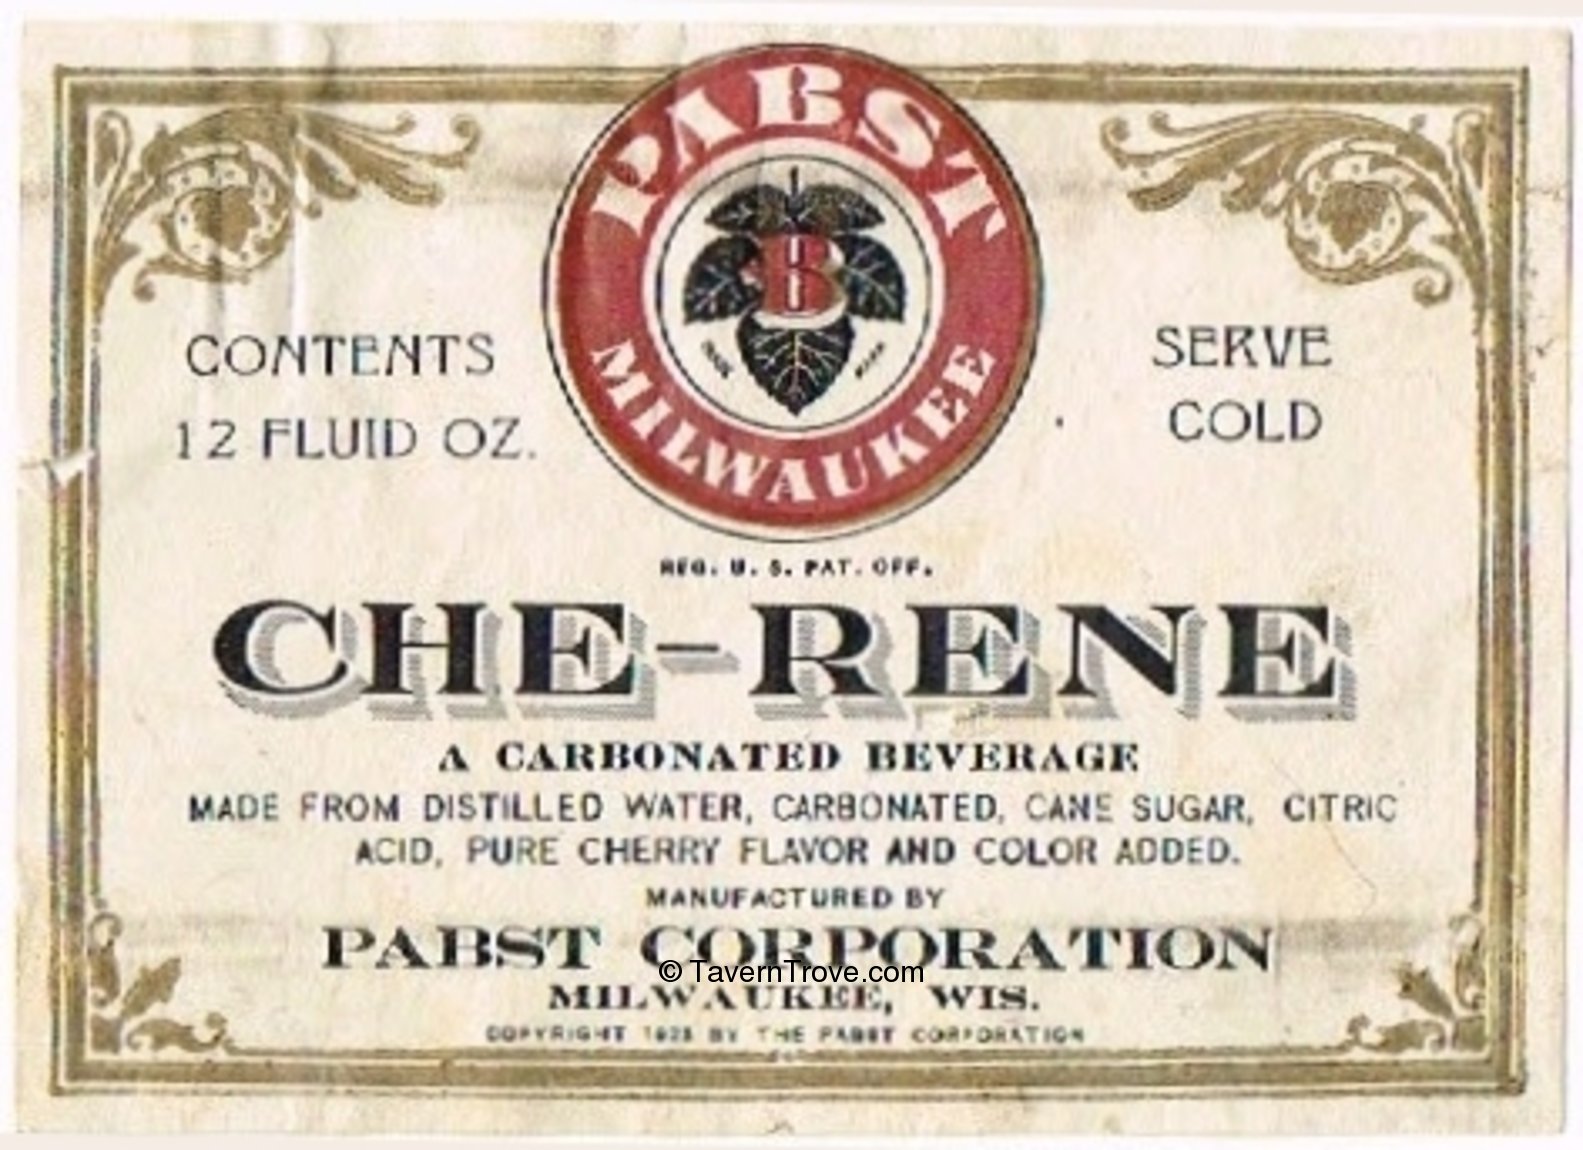 PABST
B
TRADE MARK
MILWAUKEE
CONTENTS
12 FLUID OZ.
SERVE
COLD
REG. U. S. PAT. OFF.
CHE-RENE
A CARBONATED BEVERAGE
MADE FROM DISTILLED WATER, CARBONATED, CANE SUGAR, CITRIC
ACID, PURE CHERRY FLAVOR AND COLOR ADDED.
MANUFACTURED BY
PABST CORPORATION
© TavernTrove.com
MILWAUKEE, WIS.
COPYRIGHT BY THE PABST CORPORATION